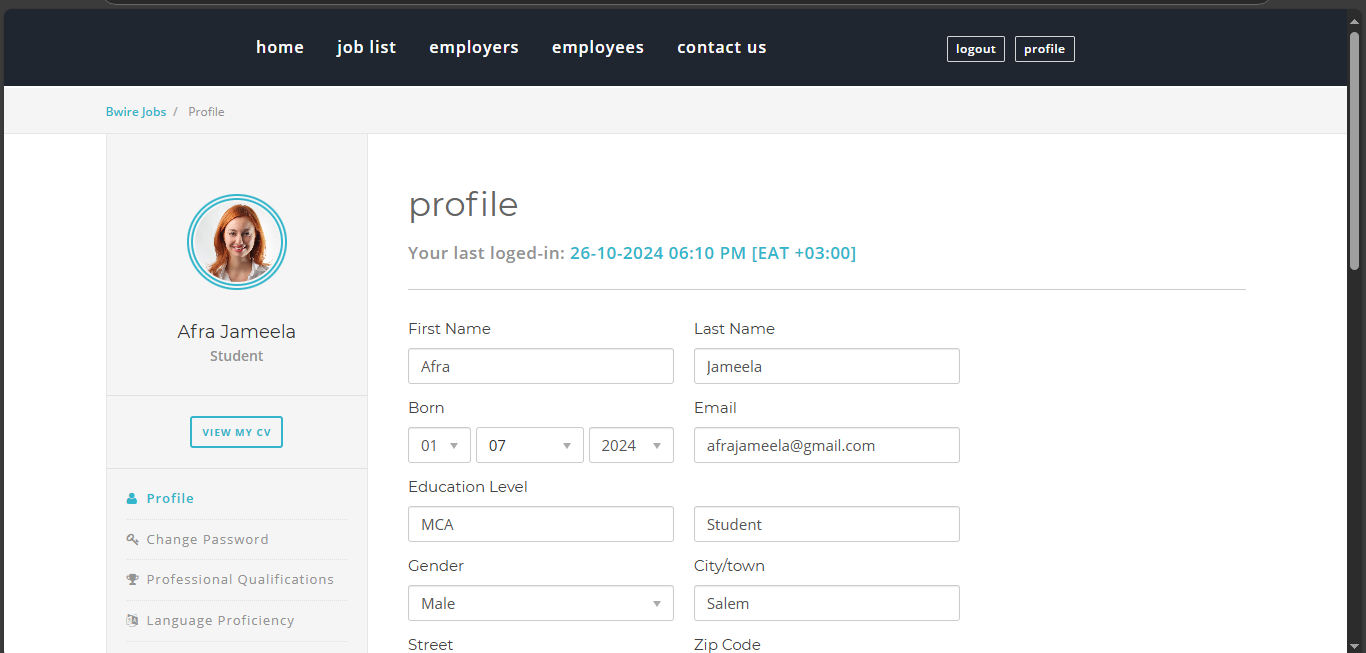 home job list employers employees contact us logout profile
Bwire Jobs / Profile
Afra Jameela
Student
VIEW MY CV
Profile
Change Password
Professional Qualifications
Language Proficiency
profile
Your last loged-in: 26-10-2024 06:10 PM [EAT +03:00]
First Name Last Name
Afra Jameela
Born Email
01 07 2024 afrajameela@gmail.com
Education Level
MCA Student
Gender City/town
Male Salem
Street Zip Code